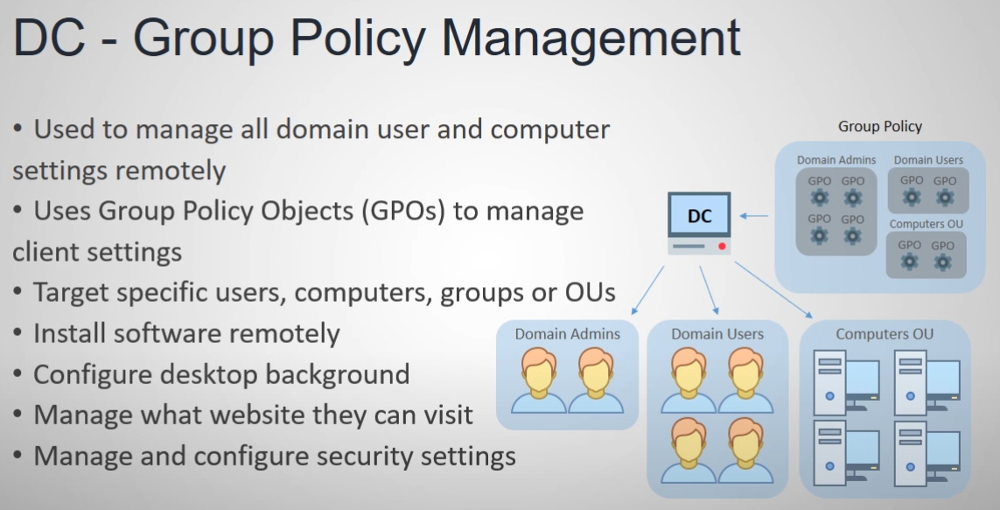 DC - Group Policy Management
• Used to manage all domain user and computer
settings remotely
• Uses Group Policy Objects (GPOs) to manage
client settings
• Target specific users, computers, groups or OUs
• Install software remotely
• Configure desktop background
• Manage what website they can visit
• Manage and configure security settings
Group Policy
Domain Admins
GPO GPO
GPO GPO
Domain Users
GPO GPO
Computers OU
GPO GPO
DC
Domain Admins
Domain Users
Computers OU